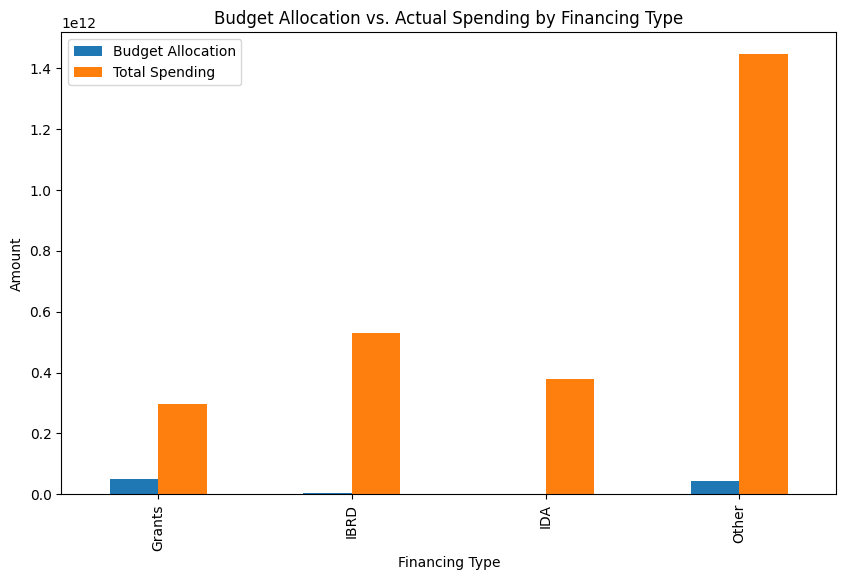 Budget Allocation vs. Actual Spending by Financing Type
1e12
Budget Allocation
Total Spending
1.4
1.2
1.0
0.8
0.6
0.4
0.2
0.0
Amount
Grants
IBRD
IDA
Other
Financing Type